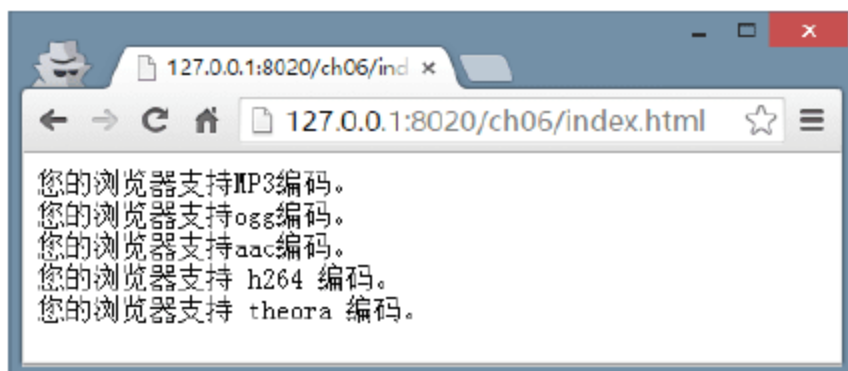 127.0.0.1:8020/ch06/ind
127.0.0.1:8020/ch06/index.html
您的浏览器支持MP3编码。
您的浏览器支持ogg编码。
您的浏览器支持aac编码。
您的浏览器支持 h264 编码。
您的浏览器支持 theora 编码。